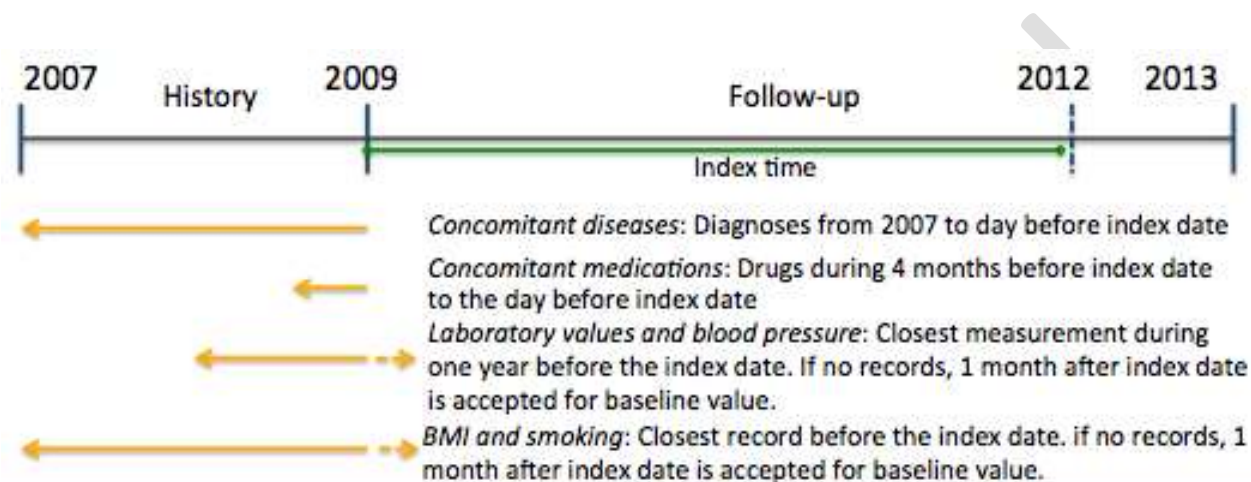 2007 History 2009 Follow-up 2012 2013
Index time
Concomitant diseases: Diagnoses from 2007 to day before index date
Concomitant medications: Drugs during 4 months before index date
to the day before index date
Laboratory values and blood pressure: Closest measurement during
one year before the index date. If no records, 1 month after index date
is accepted for baseline value.
BMI and smoking: Closest record before the index date. if no records, 1
month after index date is accepted for baseline value.